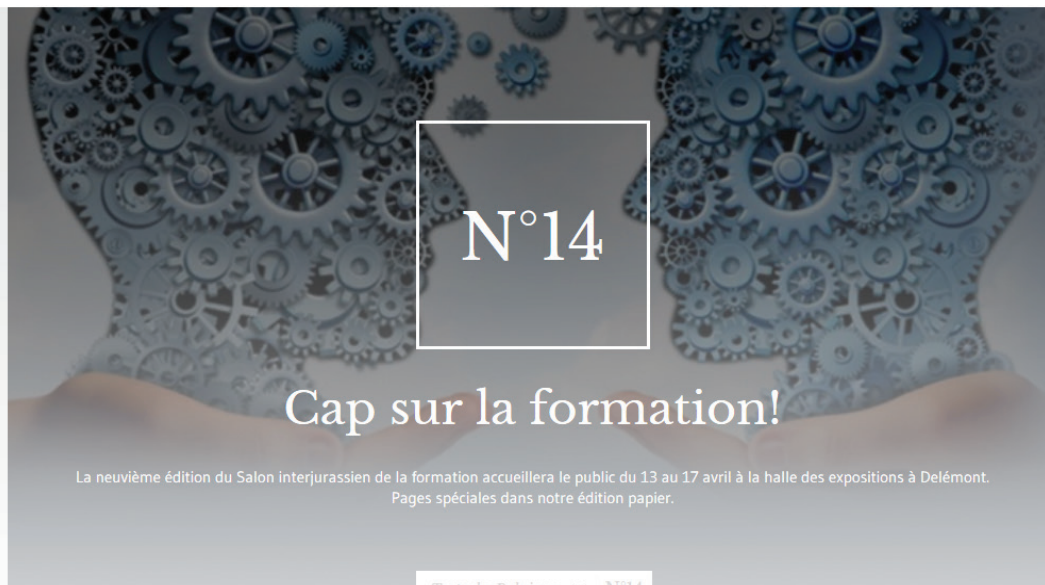 N°14
Cap sur la formation!
La neuvième édition du Salon interjurassien de la formation accueillera le public du 13 au 17 avril à la halle des expositions à Delémont.
Pages spéciales dans notre édition papier.
N°14